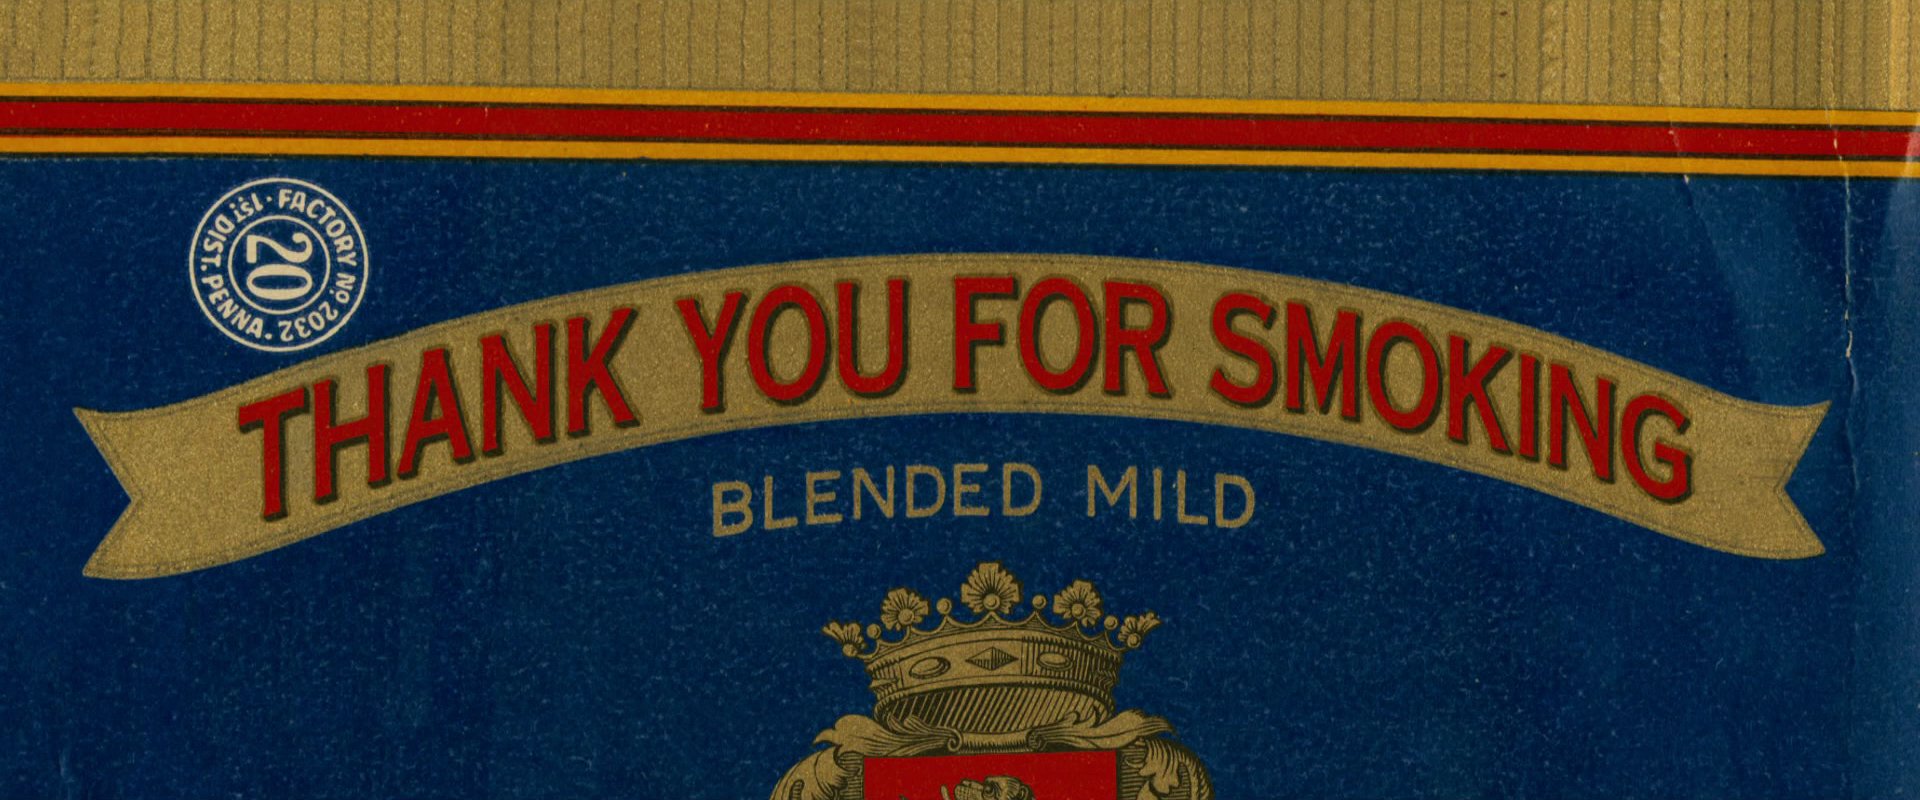 1ST DIST. PENNA. · FACTORY NO. 2032 ·
20
THANK YOU FOR SMOKING
BLENDED MILD